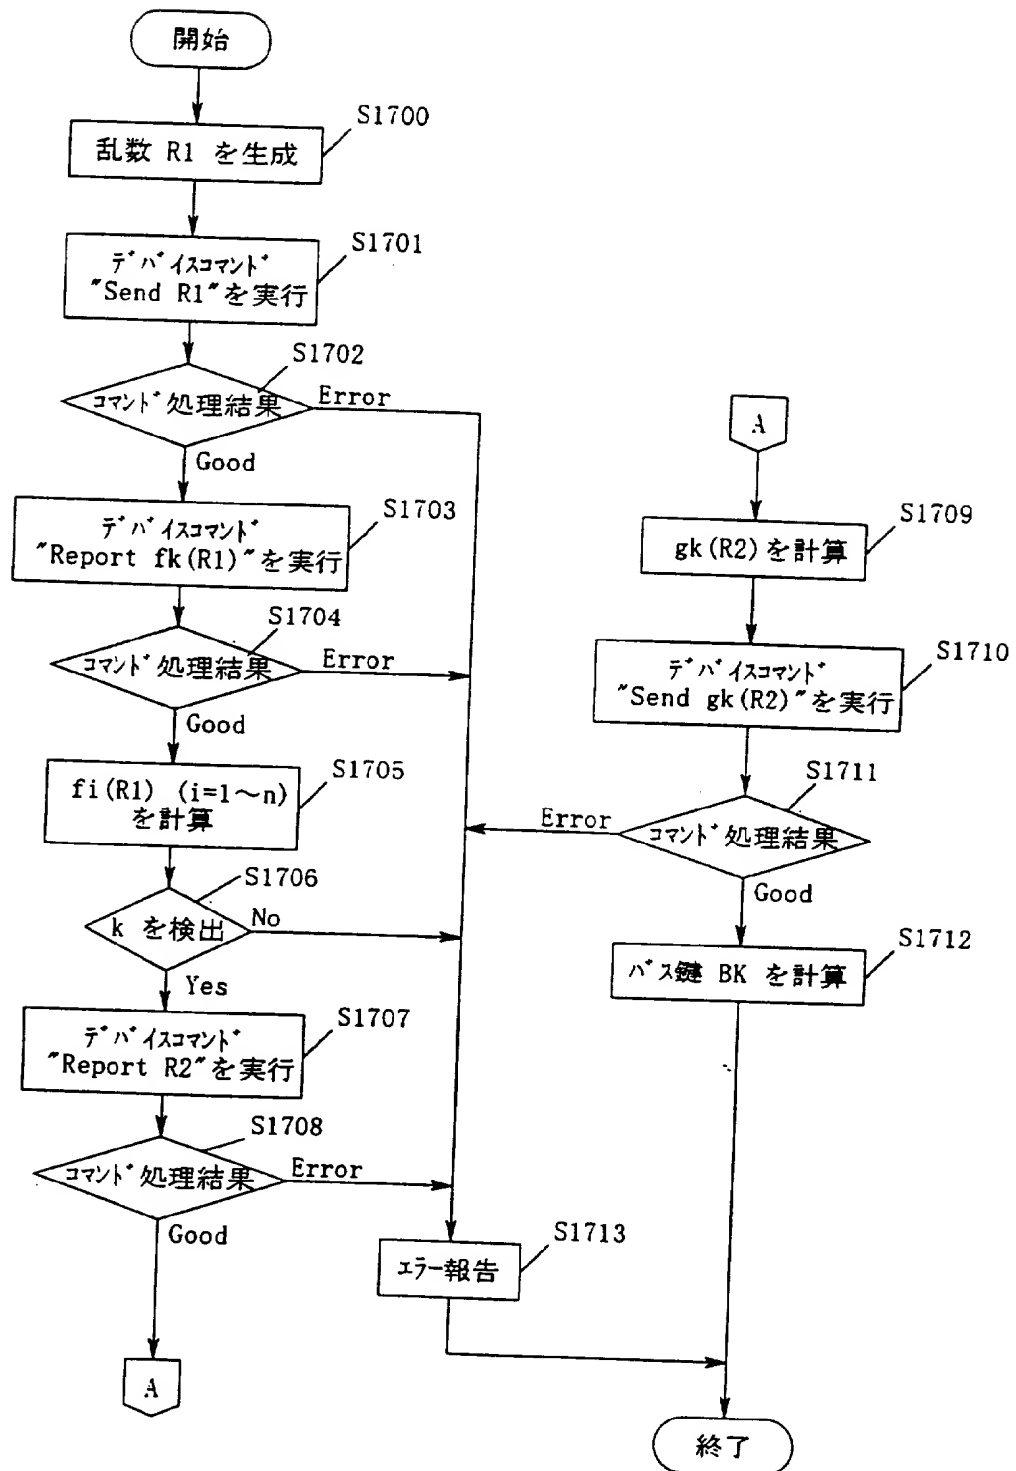 開始
S1700
乱数 R1 を生成
S1701
デバイスコマンド
"Send R1"を実行
S1702
コマンド処理結果
Error
Good
S1703
デバイスコマンド
"Report fk(R1)"を実行
S1704
コマンド処理結果
Error
Good
S1705
fi(R1) (i=1～n)
を計算
S1706
k を検出
No
Yes
S1707
デバイスコマンド
"Report R2"を実行
S1708
コマンド処理結果
Error
Good
A
A
S1709
gk(R2)を計算
S1710
デバイスコマンド
"Send gk(R2)"を実行
S1711
コマンド処理結果
Error
Good
S1712
バス鍵 BK を計算
S1713
エラー報告
終了